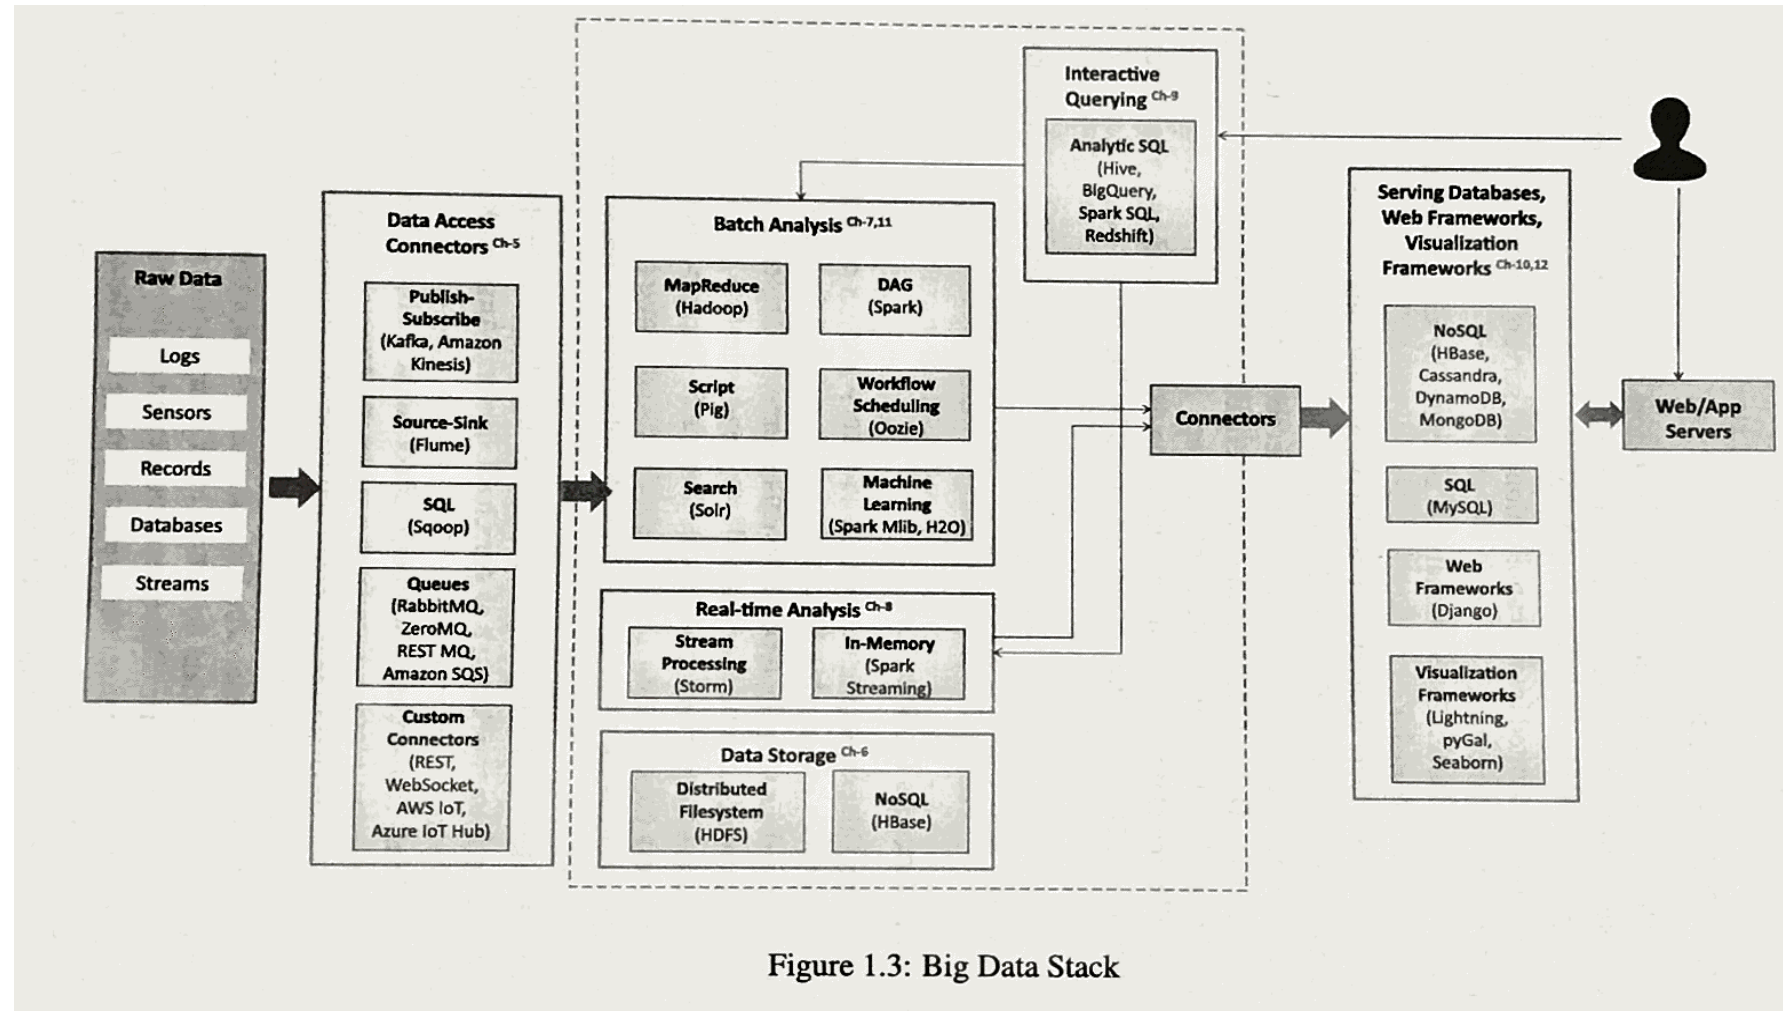 Raw Data
Logs
Sensors
Records
Databases
Streams
Data Access
Connectors Ch-5
Publish-
Subscribe
(Kafka, Amazon
Kinesis)
Source-Sink
(Flume)
SQL
(Sqoop)
Queues
(RabbitMQ,
ZeroMQ,
REST MQ,
Amazon SQS)
Custom
Connectors
(REST,
WebSocket,
AWS IoT,
Azure IoT Hub)
Batch Analysis Ch-7,11
MapReduce
(Hadoop)
DAG
(Spark)
Script
(Pig)
Workflow
Scheduling
(Oozie)
Search
(Solr)
Machine
Learning
(Spark Mlib, H2O)
Real-time Analysis Ch-8
Stream
Processing
(Storm)
In-Memory
(Spark
Streaming)
Data Storage Ch-6
Distributed
Filesystem
(HDFS)
NoSQL
(HBase)
Interactive
Querying Ch-9
Analytic SQL
(Hive,
BigQuery,
Spark SQL,
Redshift)
Connectors
Serving Databases,
Web Frameworks,
Visualization
Frameworks Ch-10,12
NoSQL
(HBase,
Cassandra,
DynamoDB,
MongoDB)
SQL
(MySQL)
Web
Frameworks
(Django)
Visualization
Frameworks
(Lightning,
pyGal,
Seaborn)
Web/App
Servers
Figure 1.3: Big Data Stack